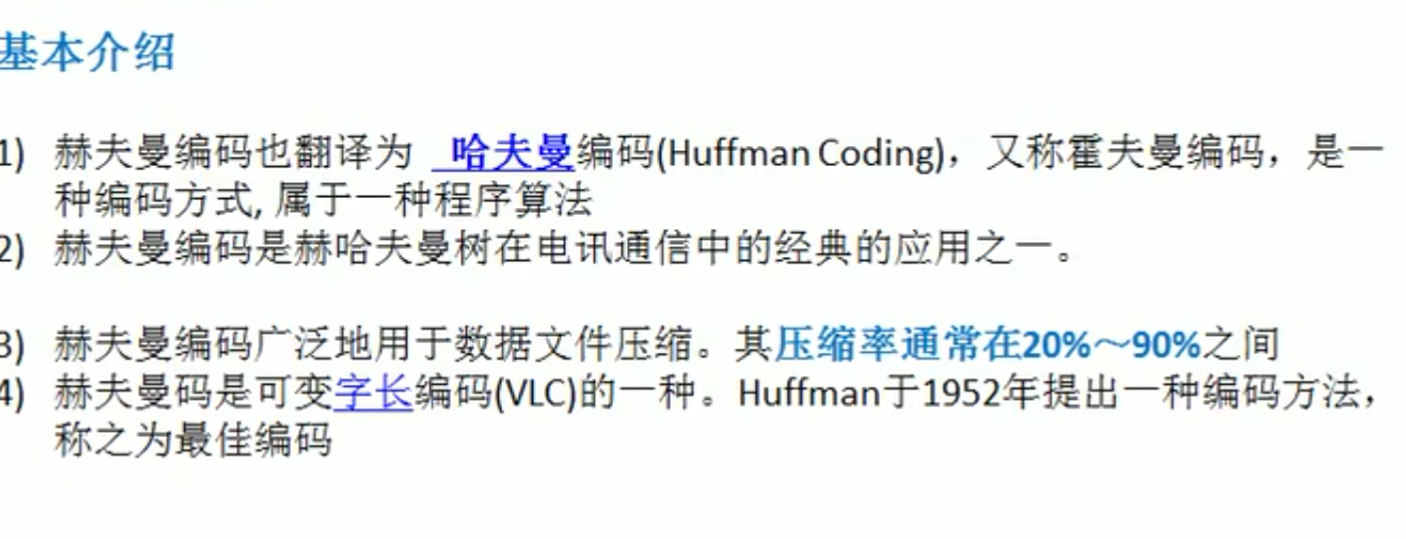 基本介绍
1) 赫夫曼编码也翻译为 哈夫曼编码(Huffman Coding)，又称霍夫曼编码，是一
种编码方式, 属于一种程序算法
2) 赫夫曼编码是赫哈夫曼树在电讯通信中的经典的应用之一。
3) 赫夫曼编码广泛地用于数据文件压缩。其压缩率通常在20%～90%之间
4) 赫夫曼码是可变字长编码(VLC)的一种。Huffman于1952年提出一种编码方法，
称之为最佳编码